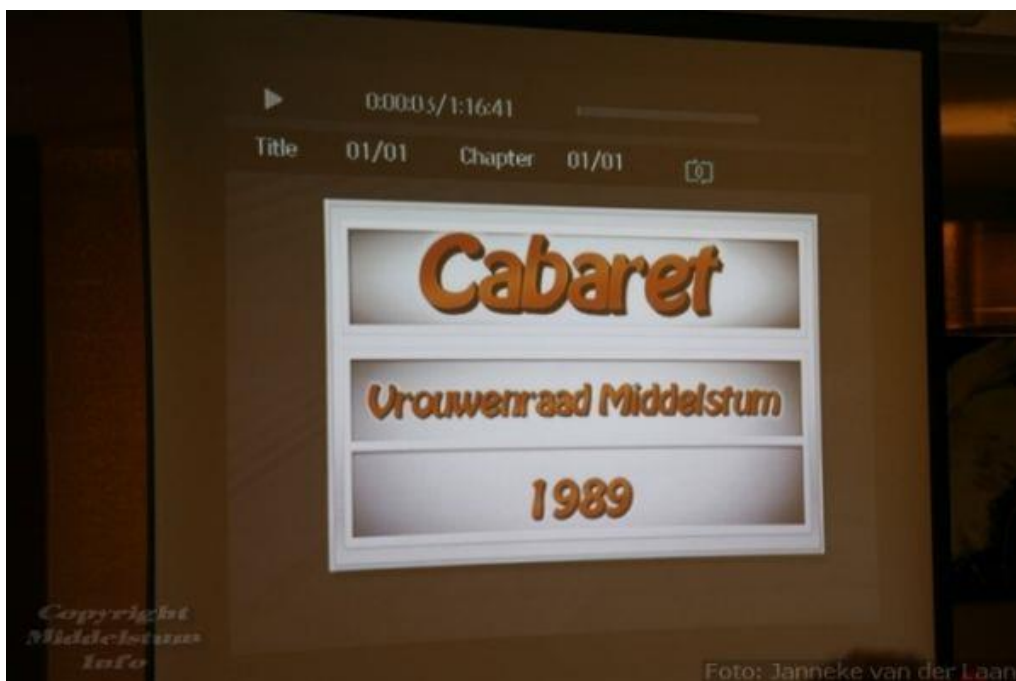 0:00:03/1:16:41
Title 01/01 Chapter 01/01
Cabaret
Vrouwenraad Middelstum
1989
Copyright
Middelstum
Info
Foto: Janneke van der Laan